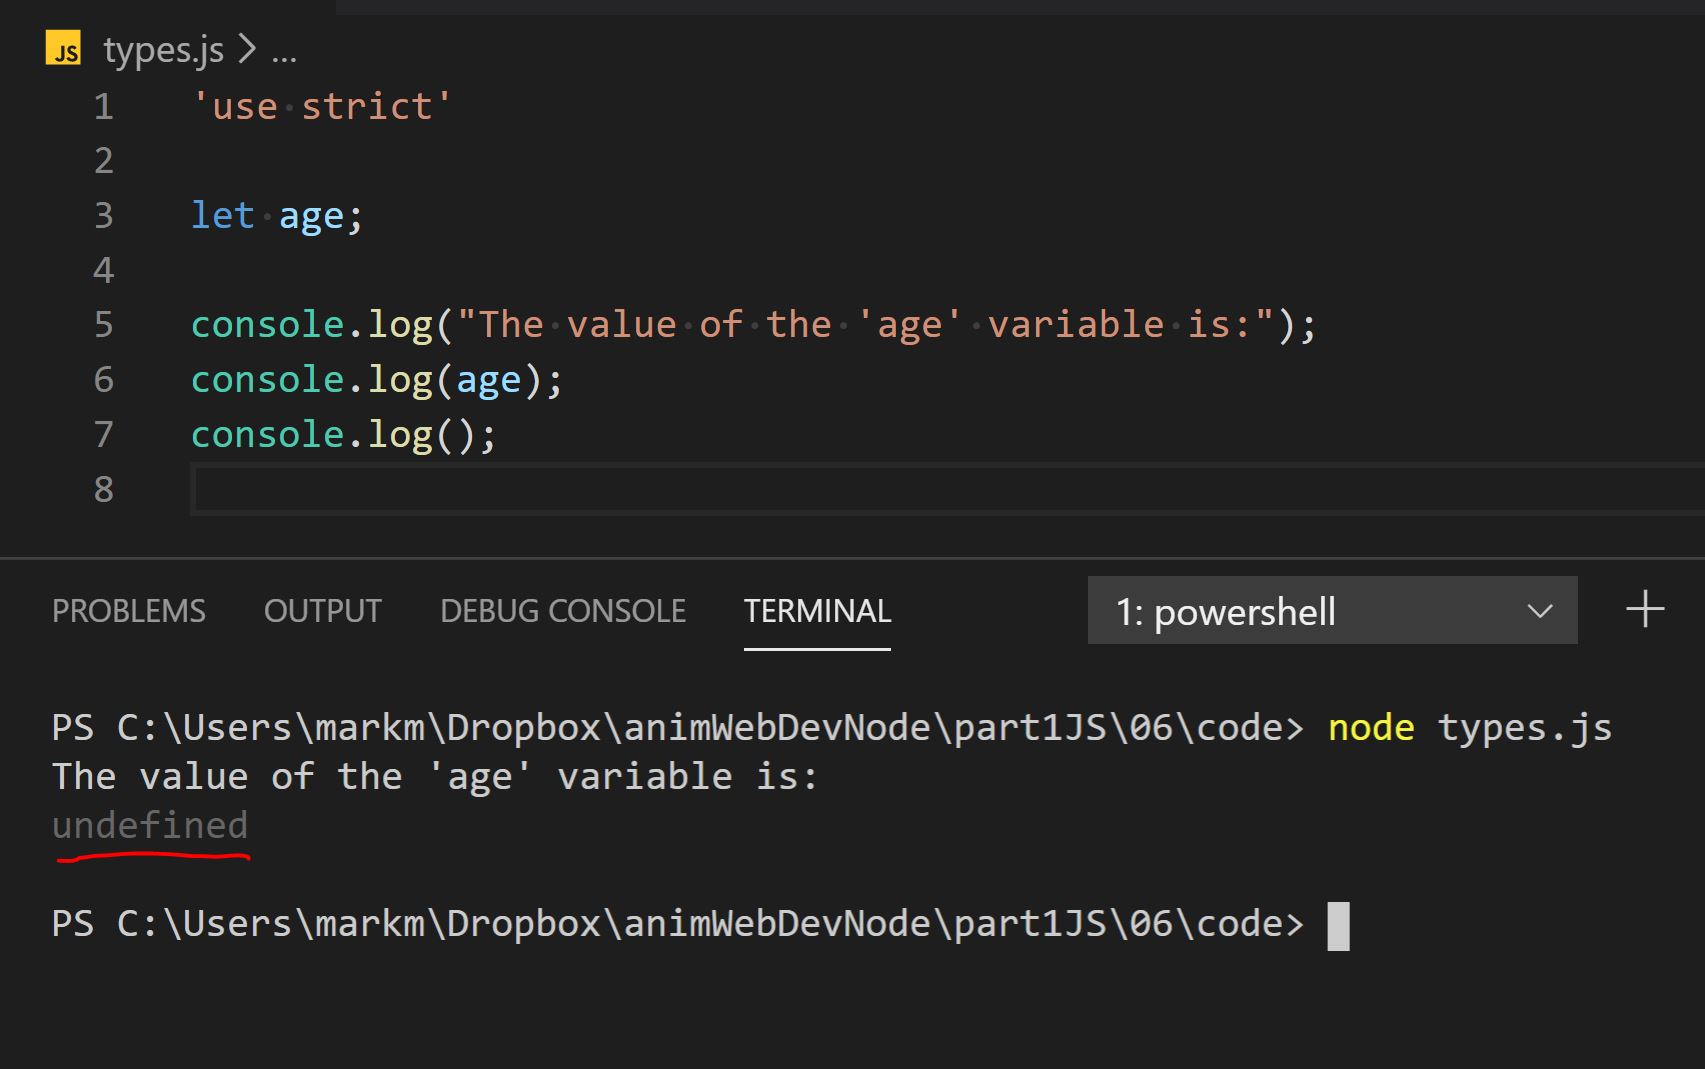 JS types.js > ...
1 'use strict'
2
3 let age;
4
5 console.log("The value of the 'age' variable is:");
6 console.log(age);
7 console.log();
8
PROBLEMS OUTPUT DEBUG CONSOLE TERMINAL 1: powershell +
PS C:\Users\markm\Dropbox\animWebDevNode\part1JS\06\code> node types.js
The value of the 'age' variable is:
undefined
PS C:\Users\markm\Dropbox\animWebDevNode\part1JS\06\code>